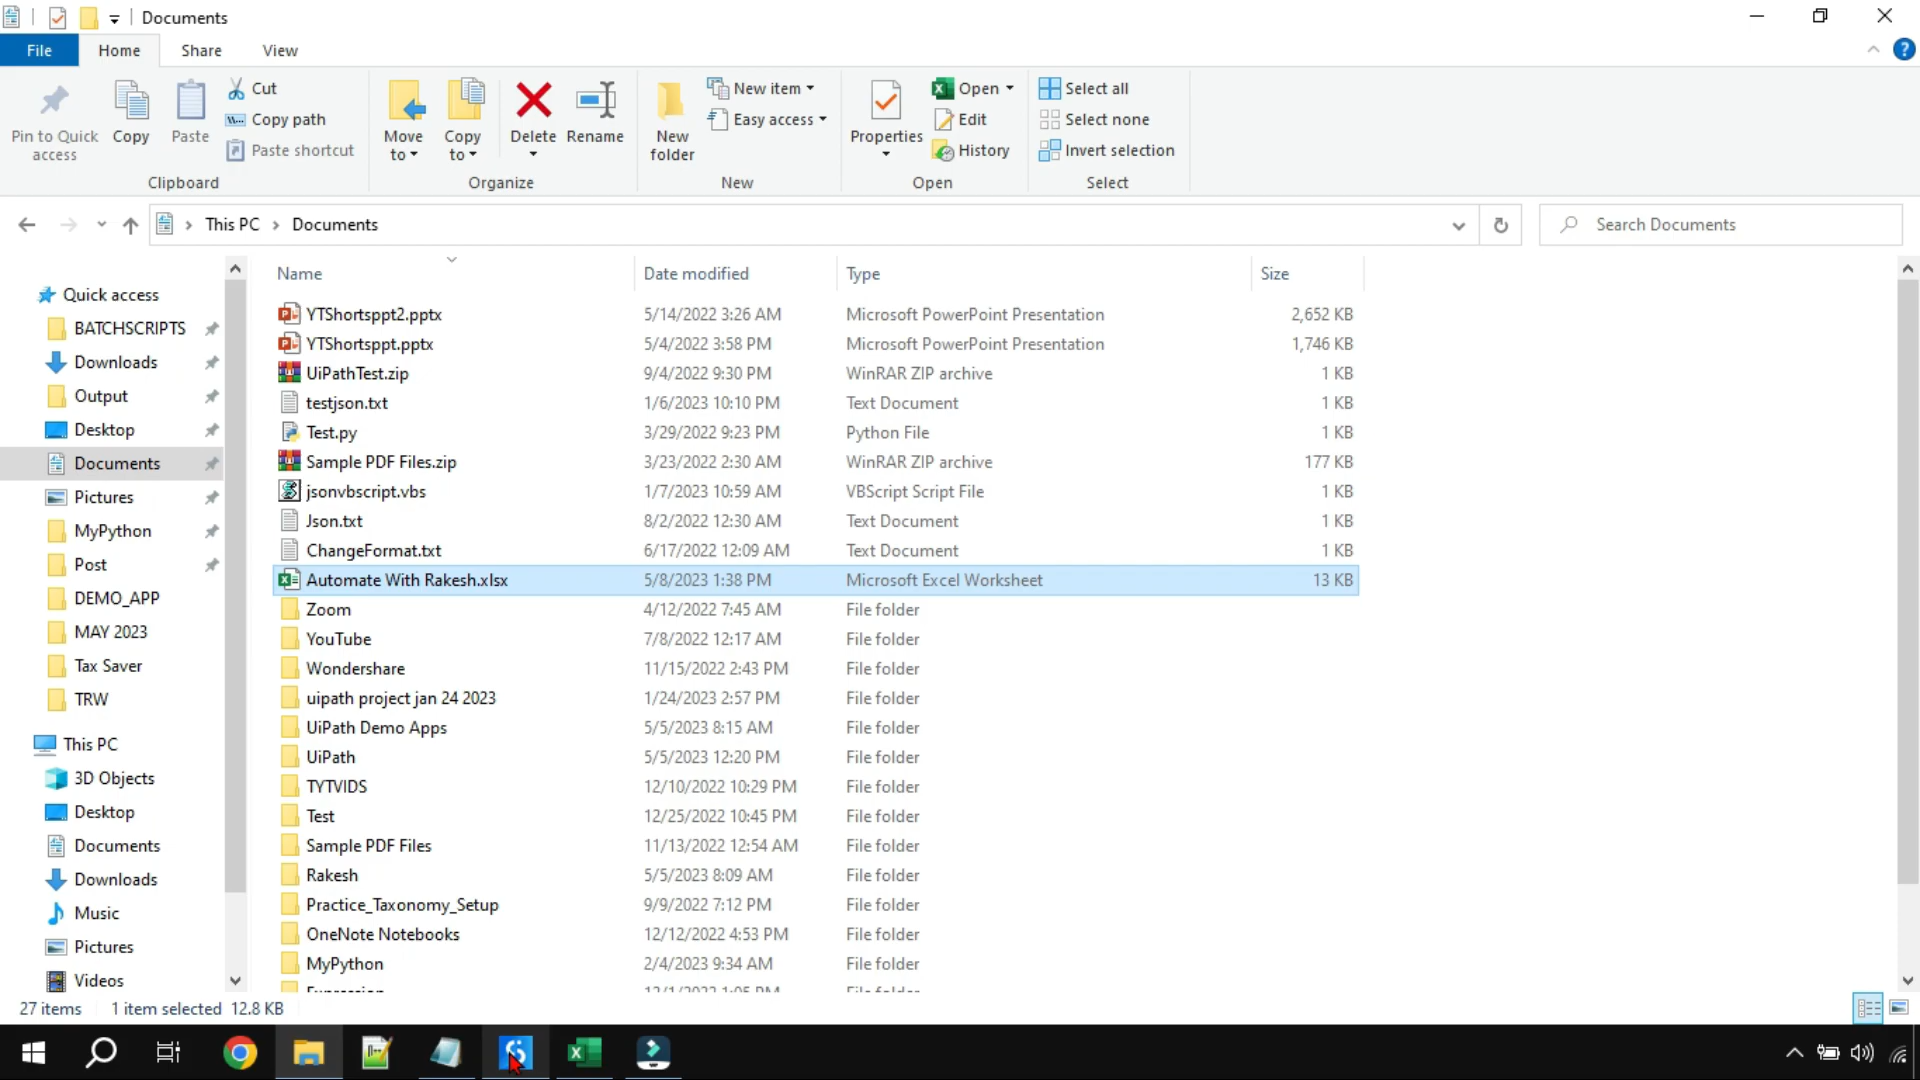 Documents
File Home Share View
Pin to Quick access
Copy
Paste
Cut
Copy path
Paste shortcut
Clipboard
Move to
Copy to
Delete
Rename
Organize
New folder
New item
Easy access
New
Properties
Open
Edit
History
Open
Select all
Select none
Invert selection
Select
This PC Documents
Search Documents
Quick access
BATCHSCRIPTS
Downloads
Output
Desktop
Documents
Pictures
MyPython
Post
DEMO_APP
MAY 2023
Tax Saver
TRW
This PC
3D Objects
Desktop
Documents
Downloads
Music
Pictures
Videos
Name Date modified Type Size
YTShortsppt2.pptx 5/14/2022 3:26 AM Microsoft PowerPoint Presentation 2,652 KB
YTShortsppt.pptx 5/4/2022 3:58 PM Microsoft PowerPoint Presentation 1,746 KB
UiPathTest.zip 9/4/2022 9:30 PM WinRAR ZIP archive 1 KB
testjson.txt 1/6/2023 10:10 PM Text Document 1 KB
Test.py 3/29/2022 9:23 PM Python File 1 KB
Sample PDF Files.zip 3/23/2022 2:30 AM WinRAR ZIP archive 177 KB
jsonvbscript.vbs 1/7/2023 10:59 AM VBScript Script File 1 KB
Json.txt 8/2/2022 12:30 AM Text Document 1 KB
ChangeFormat.txt 6/17/2022 12:09 AM Text Document 1 KB
Automate With Rakesh.xlsx 5/8/2023 1:38 PM Microsoft Excel Worksheet 13 KB
Zoom 4/12/2022 7:45 AM File folder
YouTube 7/8/2022 12:17 AM File folder
Wondershare 11/15/2022 2:43 PM File folder
uipath project jan 24 2023 1/24/2023 2:57 PM File folder
UiPath Demo Apps 5/5/2023 8:15 AM File folder
UiPath 5/5/2023 12:20 PM File folder
TYTVIDS 12/10/2022 10:29 PM File folder
Test 12/25/2022 10:45 PM File folder
Sample PDF Files 11/13/2022 12:54 AM File folder
Rakesh 5/5/2023 8:09 AM File folder
Practice_Taxonomy_Setup 9/9/2022 7:12 PM File folder
OneNote Notebooks 12/12/2022 4:53 PM File folder
MyPython 2/4/2023 9:34 AM File folder
27 items 1 item selected 12.8 KB